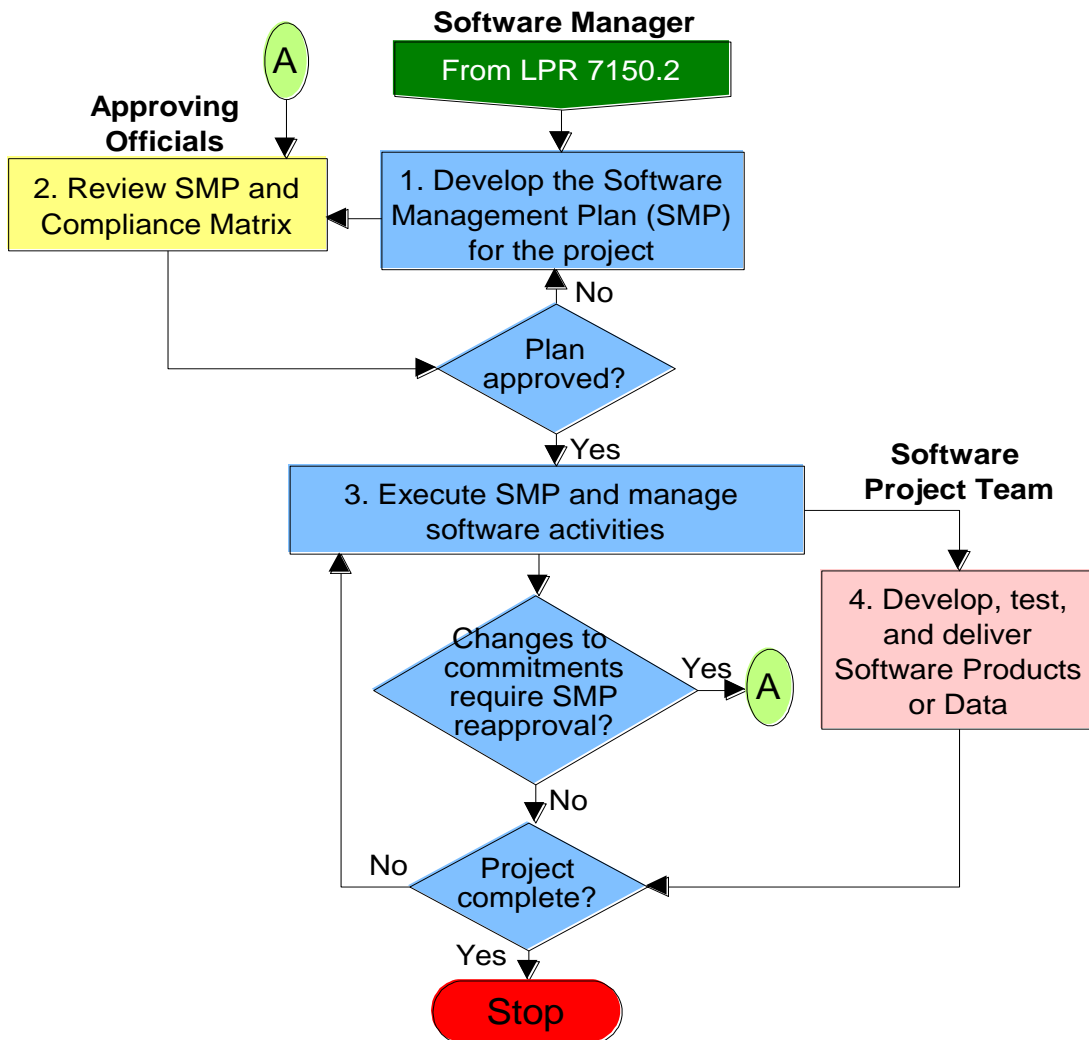 Software Manager
A
From LPR 7150.2
Approving
Officials
2. Review SMP and
Compliance Matrix
1. Develop the Software
Management Plan (SMP)
for the project
No
Plan
approved?
Yes
Software
Project Team
3. Execute SMP and manage
software activities
4. Develop, test,
and deliver
Software Products
or Data
Changes to
commitments
require SMP
reapproval?
Yes
A
No
No
Project
complete?
Yes
Stop